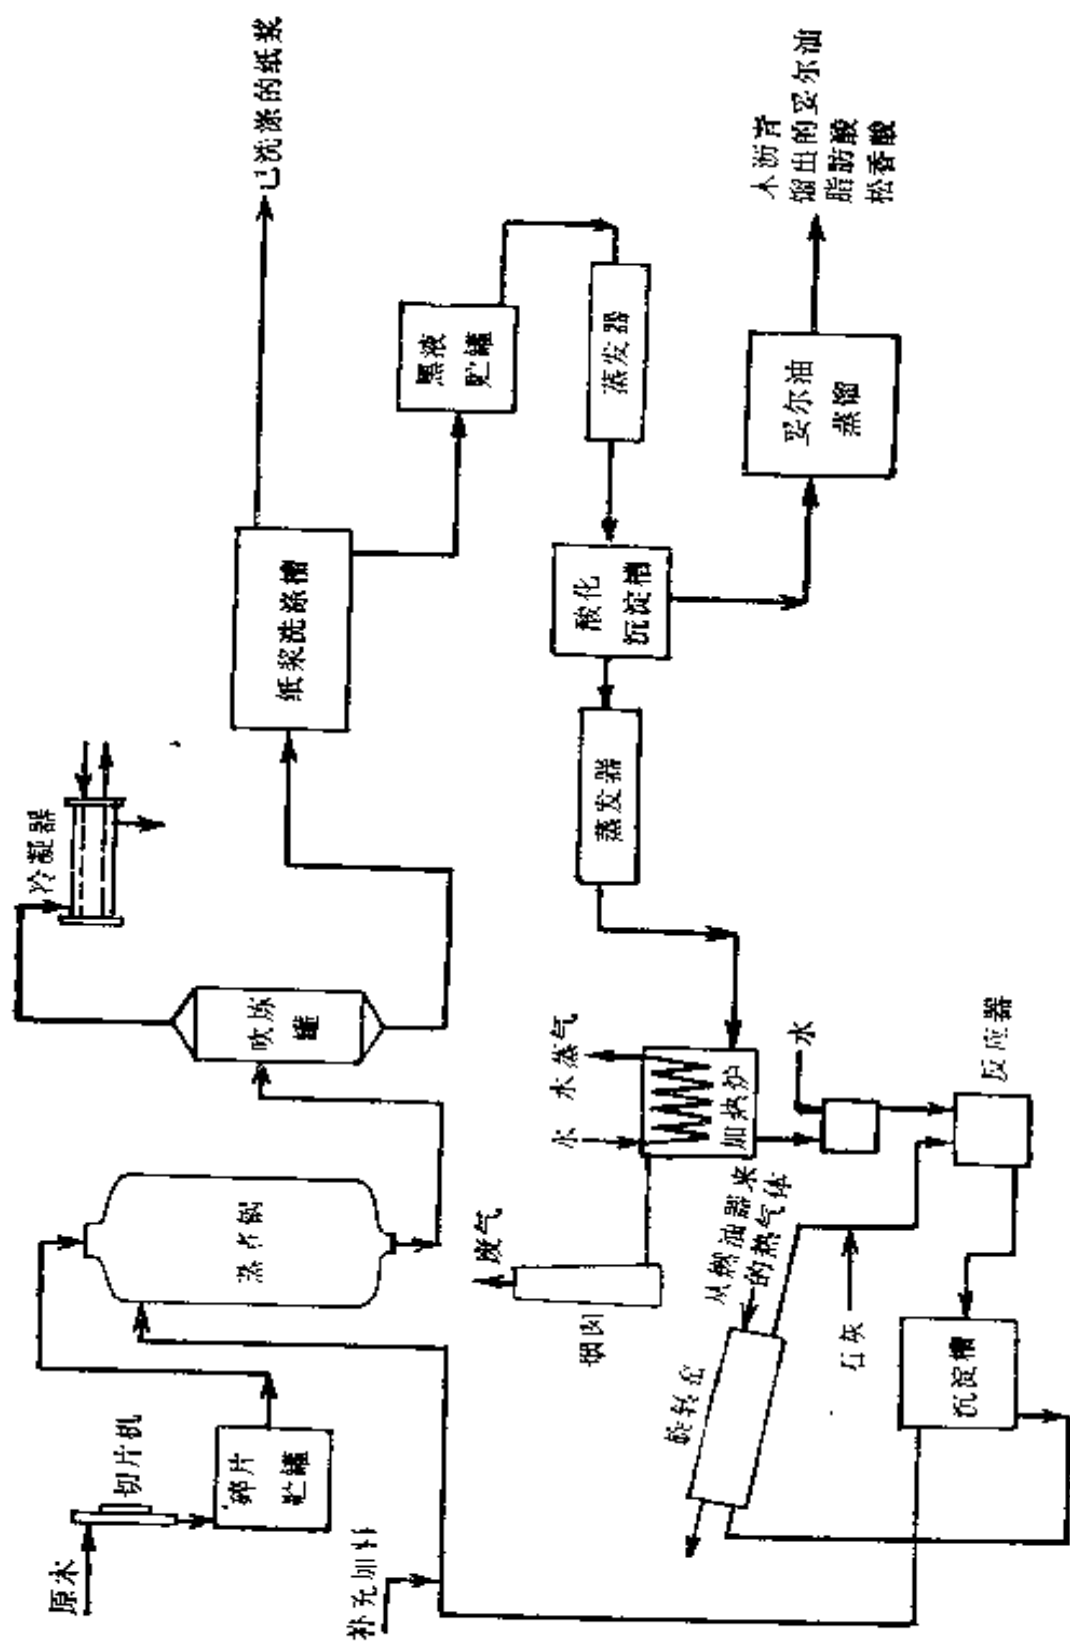 原木
切片机
碎片
贮罐
蒸者锅
吹炼
罐
冷凝器
纸浆洗涤槽
已洗涤的纸浆
黑液
贮罐
蒸发器
酸化
沉淀槽
妥尔油
蒸馏
木沥青
馏出的妥尔油
脂肪酸
松香酸
蒸发器
水蒸气
水
加热炉
水
反应器
废气
烟囱
从燃油器来
的热气体
旋转窑
石灰
沉淀槽
补充加料